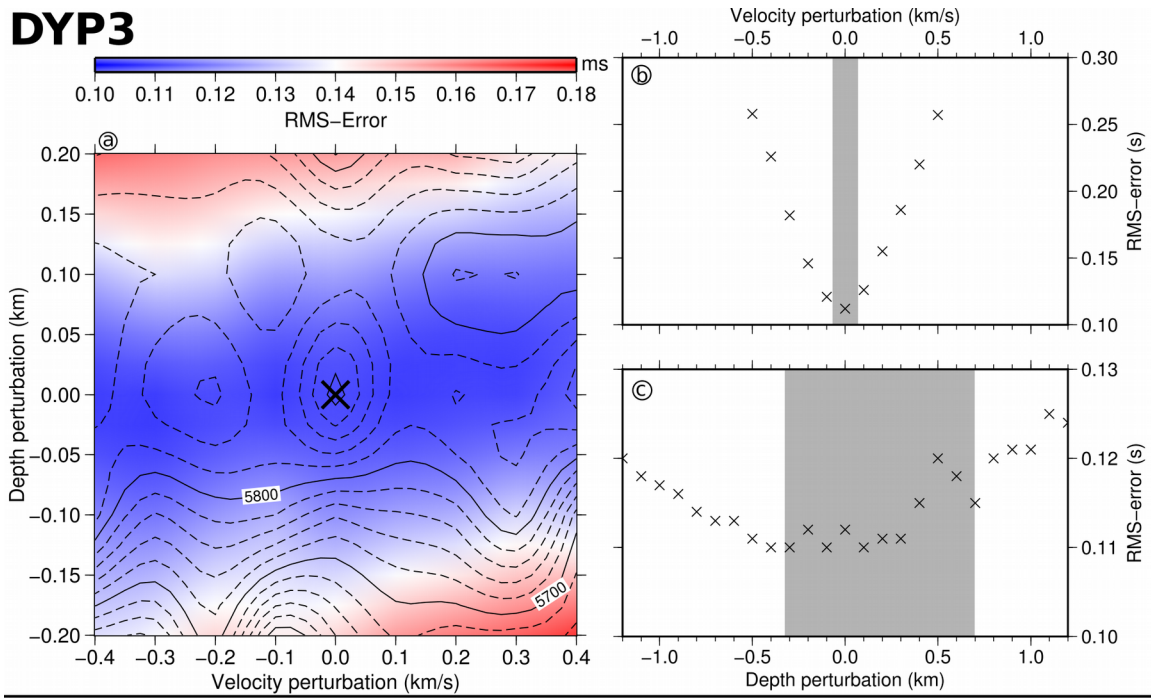 DYP3
ms
0.10 0.11 0.12 0.13 0.14 0.15 0.16 0.17 0.18
RMS−Error
a
0.20
0.15
0.10
0.05
0.00
−0.05
−0.10
−0.15
−0.20
Depth perturbation (km)
5800
5700
−0.4 −0.3 −0.2 −0.1 0.0 0.1 0.2 0.3 0.4
Velocity perturbation (km/s)
Velocity perturbation (km/s)
−1.0 −0.5 0.0 0.5 1.0
b
0.30
0.25
0.20
0.15
0.10
RMS−error (s)
c
0.13
0.12
0.11
0.10
RMS−error (s)
−1.0 −0.5 0.0 0.5 1.0
Depth perturbation (km)